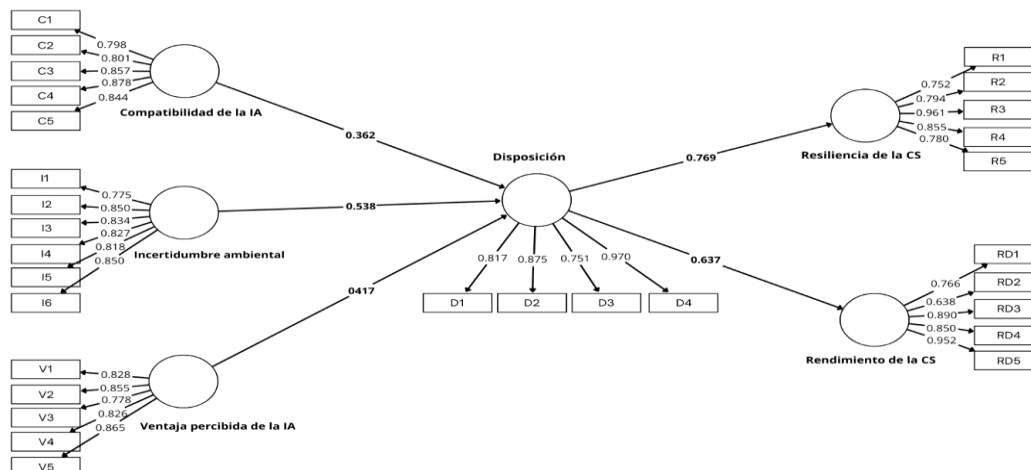 C1
C2
C3
C4
C5
0.798
0.801
0.857
0.878
0.844
Compatibilidad de la IA
0.362
I1
I2
I3
I4
I5
I6
0.775
0.850
0.834
0.827
0.818
0.850
Incertidumbre ambiental
0.538
V1
V2
V3
V4
V5
0.828
0.855
0.778
0.826
0.865
Ventaja percibida de la IA
0417
Disposición
0.817
0.875
0.751
0.970
D1
D2
D3
D4
0.769
0.637
R1
R2
R3
R4
R5
0.752
0.794
0.961
0.855
0.780
Resiliencia de la CS
RD1
RD2
RD3
RD4
RD5
0.766
0.638
0.890
0.850
0.952
Rendimiento de la CS